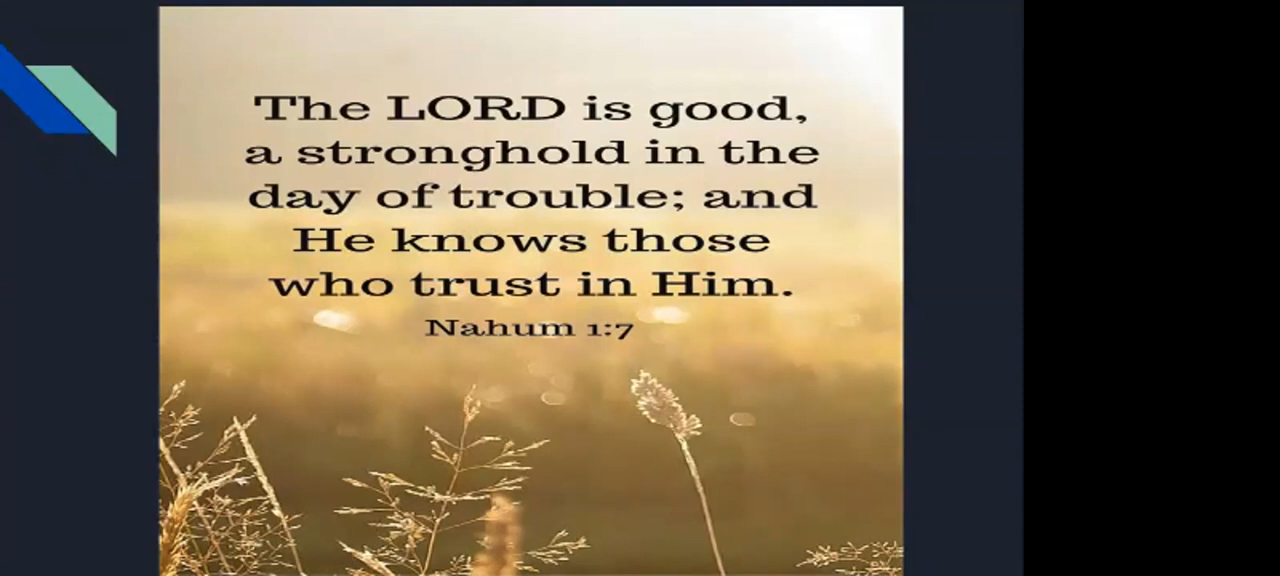 The LORD is good,
a stronghold in the
day of trouble; and
He knows those
who trust in Him.
Nahum 1:7